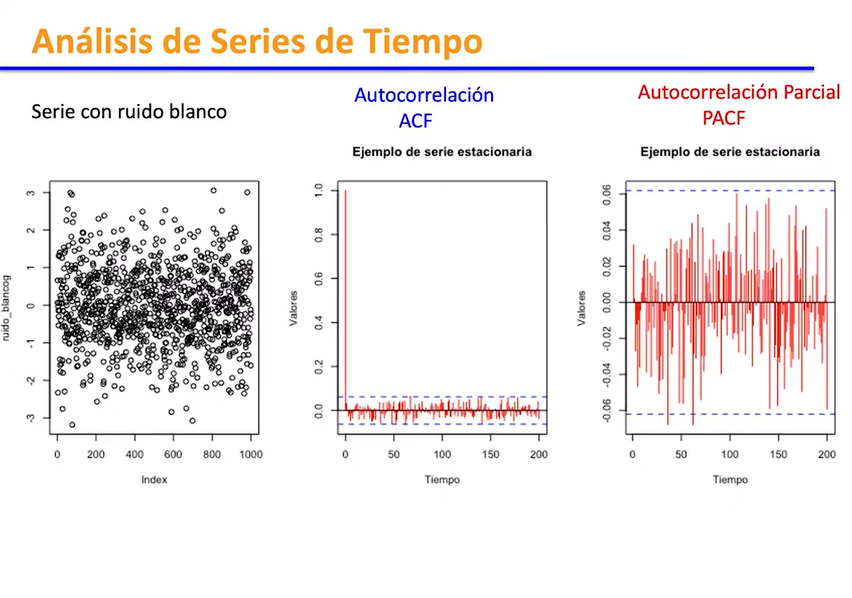 Análisis de Series de Tiempo
Serie con ruido blanco
Autocorrelación
ACF
Autocorrelación Parcial
PACF
Ejemplo de serie estacionaria
Ejemplo de serie estacionaria
ruido_blancog
3
2
1
0
-1
-2
-3
0 200 400 600 800 1000
Index
Valores
1.0
0.8
0.6
0.4
0.2
0.0
0 50 100 150 200
Tiempo
Valores
0.06
0.04
0.02
0.00
-0.02
-0.04
-0.06
0 50 100 150 200
Tiempo